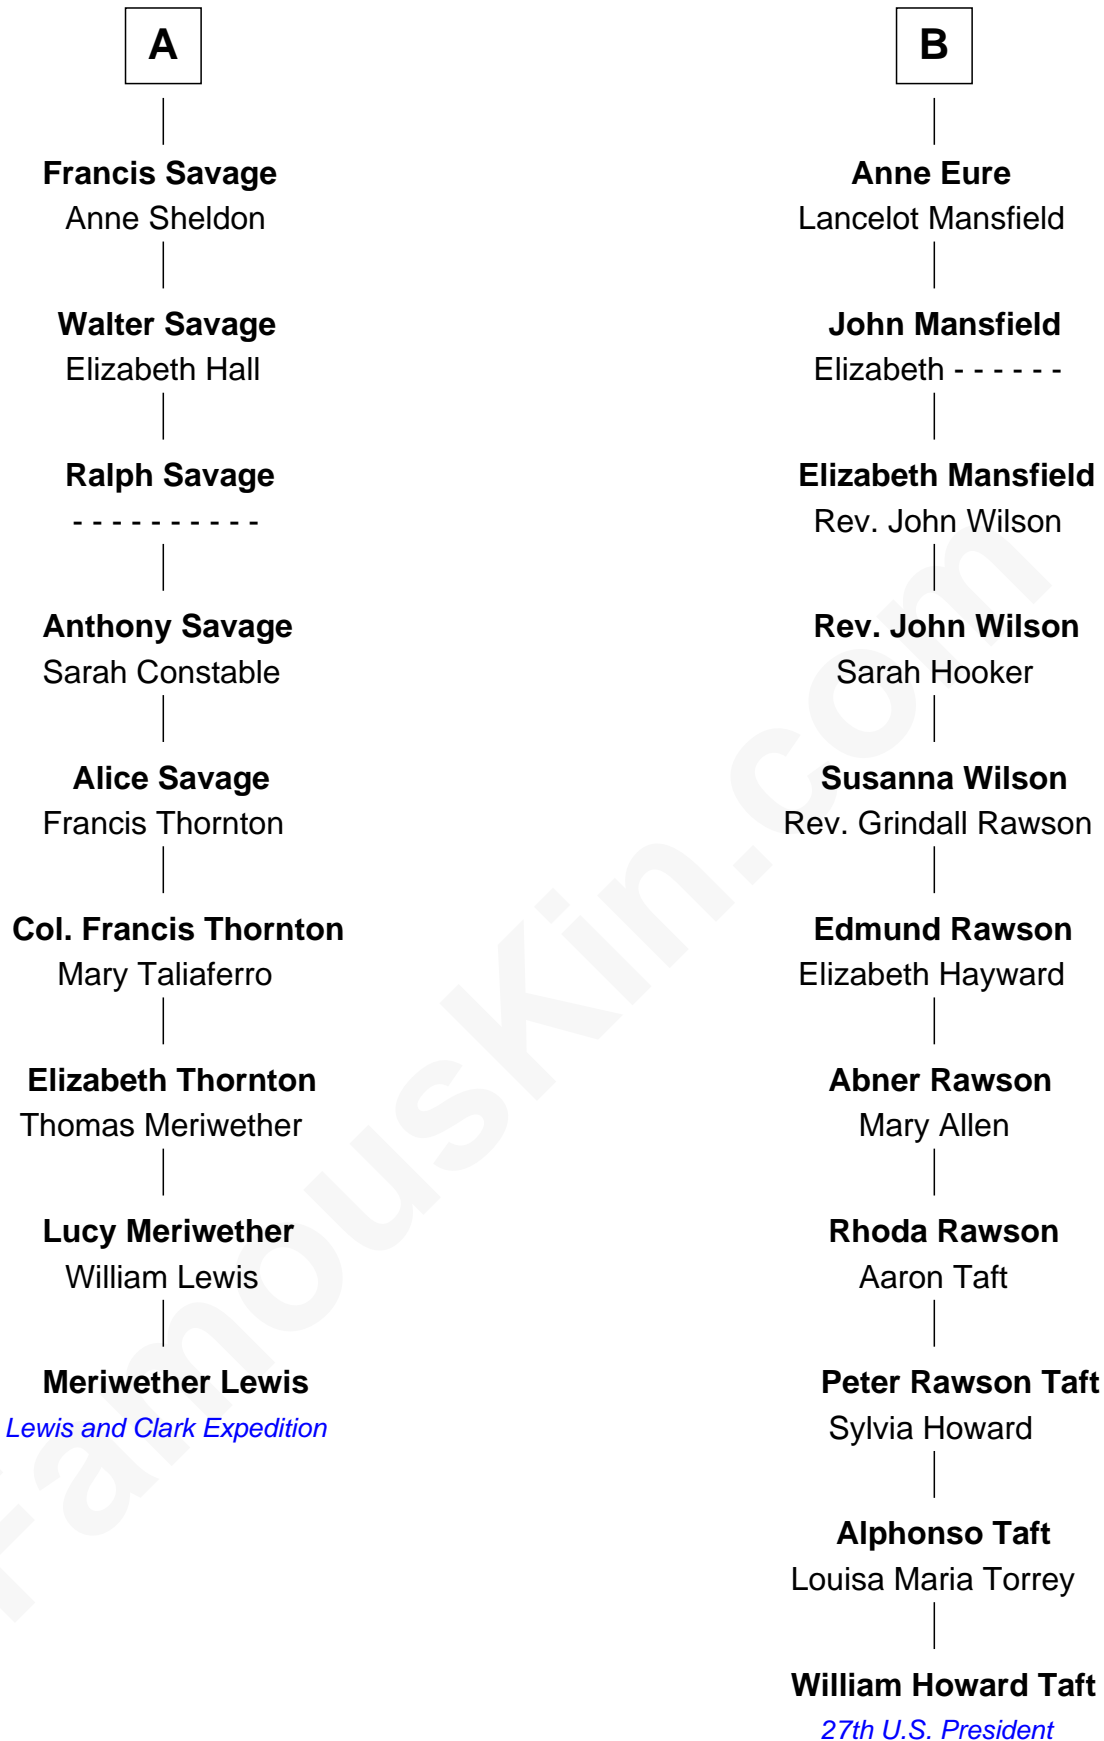 A
Francis Savage
Anne Sheldon
Walter Savage
Elizabeth Hall
Ralph Savage
- - - - - - - - - -
Anthony Savage
Sarah Constable
Alice Savage
Francis Thornton
Col. Francis Thornton
Mary Taliaferro
Elizabeth Thornton
Thomas Meriwether
Lucy Meriwether
William Lewis
Meriwether Lewis
Lewis and Clark Expedition
B
Anne Eure
Lancelot Mansfield
John Mansfield
Elizabeth - - - - - -
Elizabeth Mansfield
Rev. John Wilson
Rev. John Wilson
Sarah Hooker
Susanna Wilson
Rev. Grindall Rawson
Edmund Rawson
Elizabeth Hayward
Abner Rawson
Mary Allen
Rhoda Rawson
Aaron Taft
Peter Rawson Taft
Sylvia Howard
Alphonso Taft
Louisa Maria Torrey
William Howard Taft
27th U.S. President
FamousKin.com